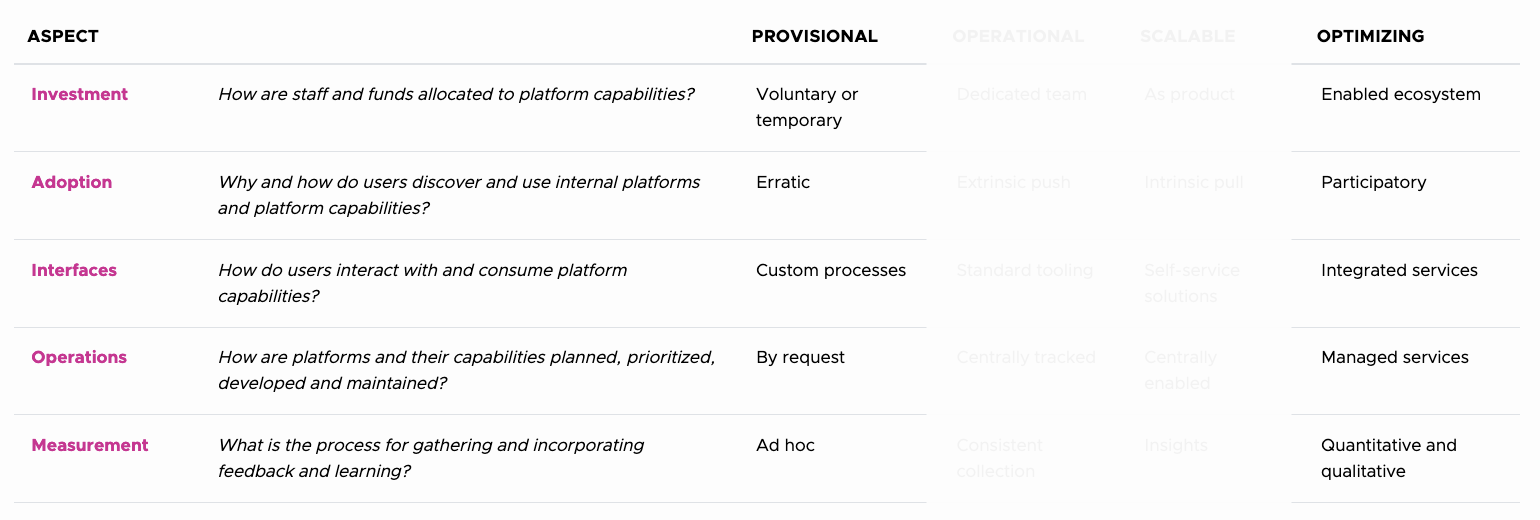 ASPECT PROVISIONAL OPERATIONAL SCALABLE OPTIMIZING
Investment How are staff and funds allocated to platform capabilities? Voluntary or Dedicated team As product Enabled ecosystem
temporary
Adoption Why and how do users discover and use internal platforms Erratic Extrinsic push Intrinsic pull Participatory
and platform capabilities?
Interfaces How do users interact with and consume platform Custom processes Standard tooling Self-service Integrated services
capabilities? solutions
Operations How are platforms and their capabilities planned, prioritized, By request Centrally tracked Centrally Managed services
developed and maintained? enabled
Measurement What is the process for gathering and incorporating Ad hoc Consistent Insights Quantitative and
feedback and learning? collection qualitative